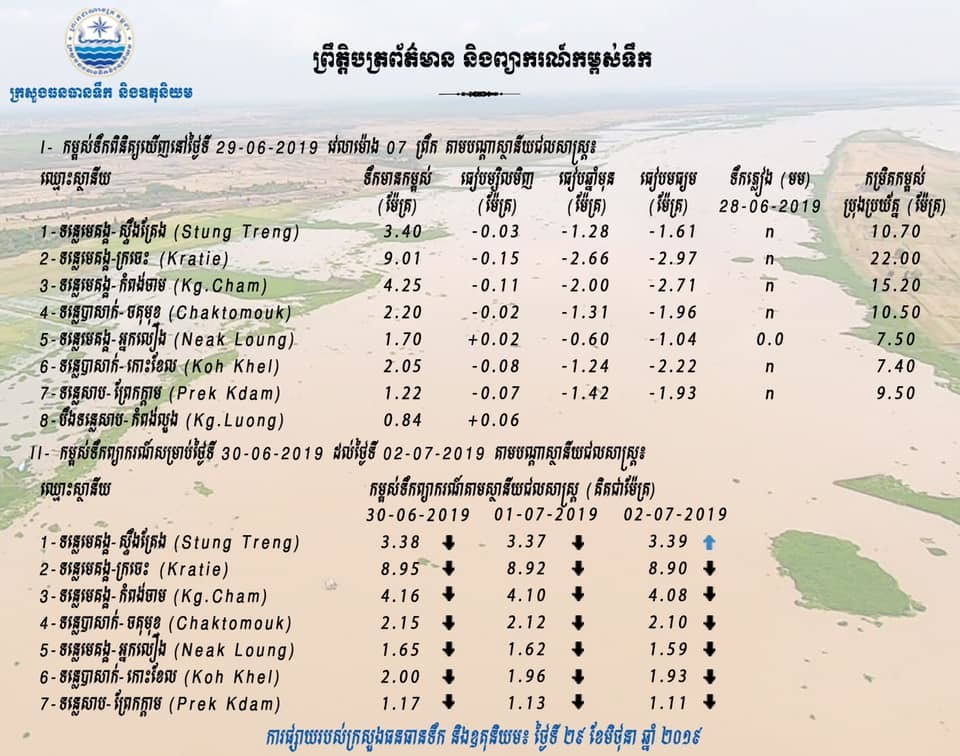 ព្រឹត្តិបត្រព័ត៌មាន និងព្យាករណ៍កម្ពស់ទឹក
ក្រសួងធនធានទឹក និងឧតុនិយម
I- កម្ពស់ទឹកពិនិត្យឃើញនៅថ្ងៃទី 29-06-2019 វេលាម៉ោង 07 ព្រឹក តាមបណ្តាស្ថានីយជលសាស្ត្រ៖
ឈ្មោះស្ថានីយ ទឹកមានកម្ពស់ ធៀបម្សិលមិញ ធៀបឆ្នាំមុន ធៀបមធ្យម ទឹកភ្លៀង (មម) កម្រិតកម្ពស់
(ម៉ែត្រ) (ម៉ែត្រ) (ម៉ែត្រ) (ម៉ែត្រ) 28-06-2019 ប្រុងប្រយ័ត្ន (ម៉ែត្រ)
1-ទន្លេមេគង្គ-ស្ទឹងត្រែង (Stung Treng) 3.40 -0.03 -1.28 -1.61 n 10.70
2-ទន្លេមេគង្គ-ក្រចេះ (Kratie) 9.01 -0.15 -2.66 -2.97 n 22.00
3-ទន្លេមេគង្គ-កំពង់ចាម (Kg.Cham) 4.25 -0.11 -2.00 -2.71 n 15.20
4-ទន្លេបាសាក់-ចតុមុខ (Chaktomouk) 2.20 -0.02 -1.31 -1.96 n 10.50
5-ទន្លេមេគង្គ-អ្នកលឿង (Neak Loung) 1.70 +0.02 -0.60 -1.04 0.0 7.50
6-ទន្លេបាសាក់-កោះខែល (Koh Khel) 2.05 -0.08 -1.24 -2.22 n 7.40
7-ទន្លេសាប-ព្រែកក្តាម (Prek Kdam) 1.22 -0.07 -1.42 -1.93 n 9.50
8-បឹងទន្លេសាប-កំពង់លួង (Kg.Luong) 0.84 +0.06
II- កម្ពស់ទឹកព្យាករណ៍សម្រាប់ថ្ងៃទី 30-06-2019 ដល់ថ្ងៃទី 02-07-2019 តាមបណ្តាស្ថានីយជលសាស្ត្រ៖
ឈ្មោះស្ថានីយ កម្ពស់ទឹកព្យាករណ៍តាមស្ថានីយជលសាស្ត្រ (គិតជាម៉ែត្រ)
30-06-2019 01-07-2019 02-07-2019
1-ទន្លេមេគង្គ-ស្ទឹងត្រែង (Stung Treng) 3.38 ⬇ 3.37 ⬇ 3.39 ⬆
2-ទន្លេមេគង្គ-ក្រចេះ (Kratie) 8.95 ⬇ 8.92 ⬇ 8.90 ⬇
3-ទន្លេមេគង្គ-កំពង់ចាម (Kg.Cham) 4.16 ⬇ 4.10 ⬇ 4.08 ⬇
4-ទន្លេបាសាក់-ចតុមុខ (Chaktomouk) 2.15 ⬇ 2.12 ⬇ 2.10 ⬇
5-ទន្លេមេគង្គ-អ្នកលឿង (Neak Loung) 1.65 ⬇ 1.62 ⬇ 1.59 ⬇
6-ទន្លេបាសាក់-កោះខែល (Koh Khel) 2.00 ⬇ 1.96 ⬇ 1.93 ⬇
7-ទន្លេសាប-ព្រែកក្តាម (Prek Kdam) 1.17 ⬇ 1.13 ⬇ 1.11 ⬇
ការផ្សាយរបស់ក្រសួងធនធានទឹក និងឧតុនិយម៖ ថ្ងៃទី ២៩ ខែមិថុនា ឆ្នាំ ២០១៩